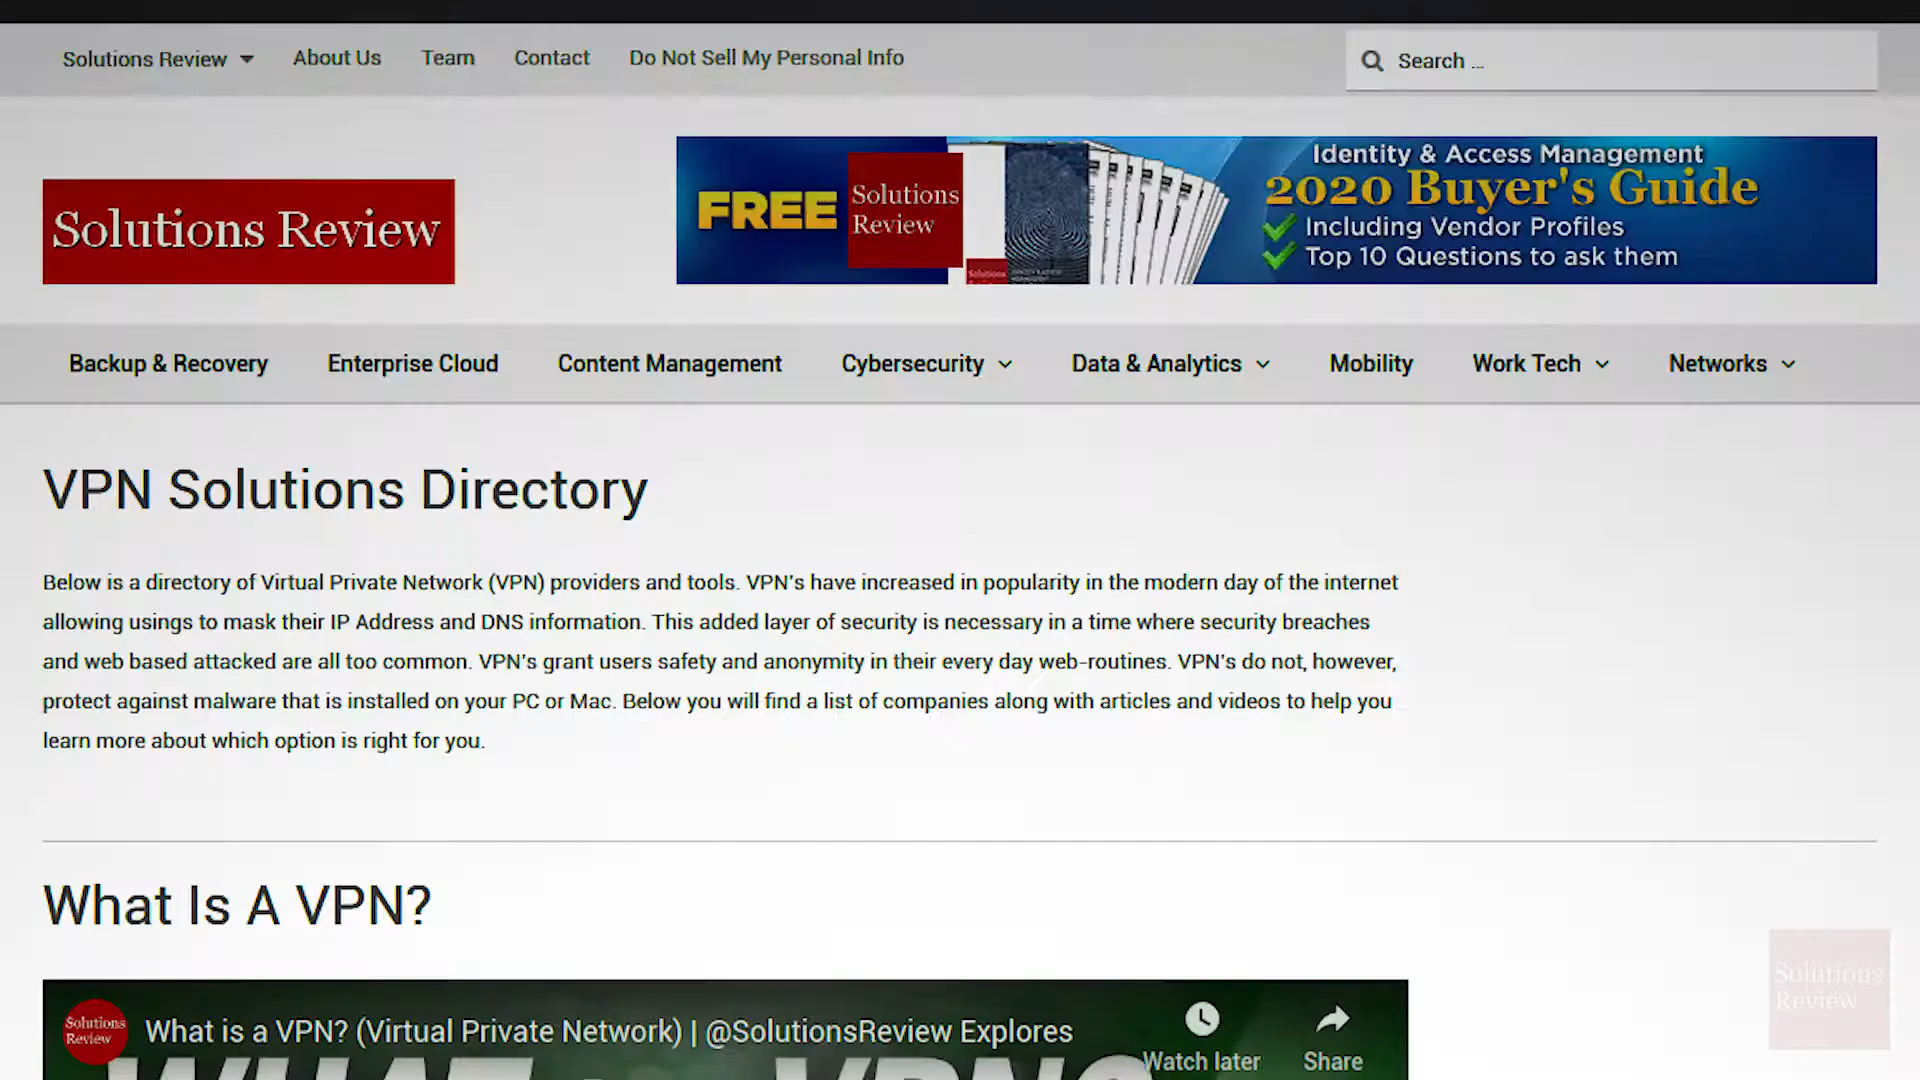 Solutions Review About Us Team Contact Do Not Sell My Personal Info Search ...
Solutions Review
FREE
Solutions
Review
Solutions
Identity & Access Management
2020 Buyer's Guide
Including Vendor Profiles
Top 10 Questions to ask them
Backup & Recovery Enterprise Cloud Content Management Cybersecurity Data & Analytics Mobility Work Tech Networks
VPN Solutions Directory
Below is a directory of Virtual Private Network (VPN) providers and tools. VPN's have increased in popularity in the modern day of the internet
allowing usings to mask their IP Address and DNS information. This added layer of security is necessary in a time where security breaches
and web based attacked are all too common. VPN's grant users safety and anonymity in their every day web-routines. VPN's do not, however,
protect against malware that is installed on your PC or Mac. Below you will find a list of companies along with articles and videos to help you
learn more about which option is right for you.
What Is A VPN?
Solutions
Review
What is a VPN? (Virtual Private Network) | @SolutionsReview Explores
Watch later Share
Solutions
Review